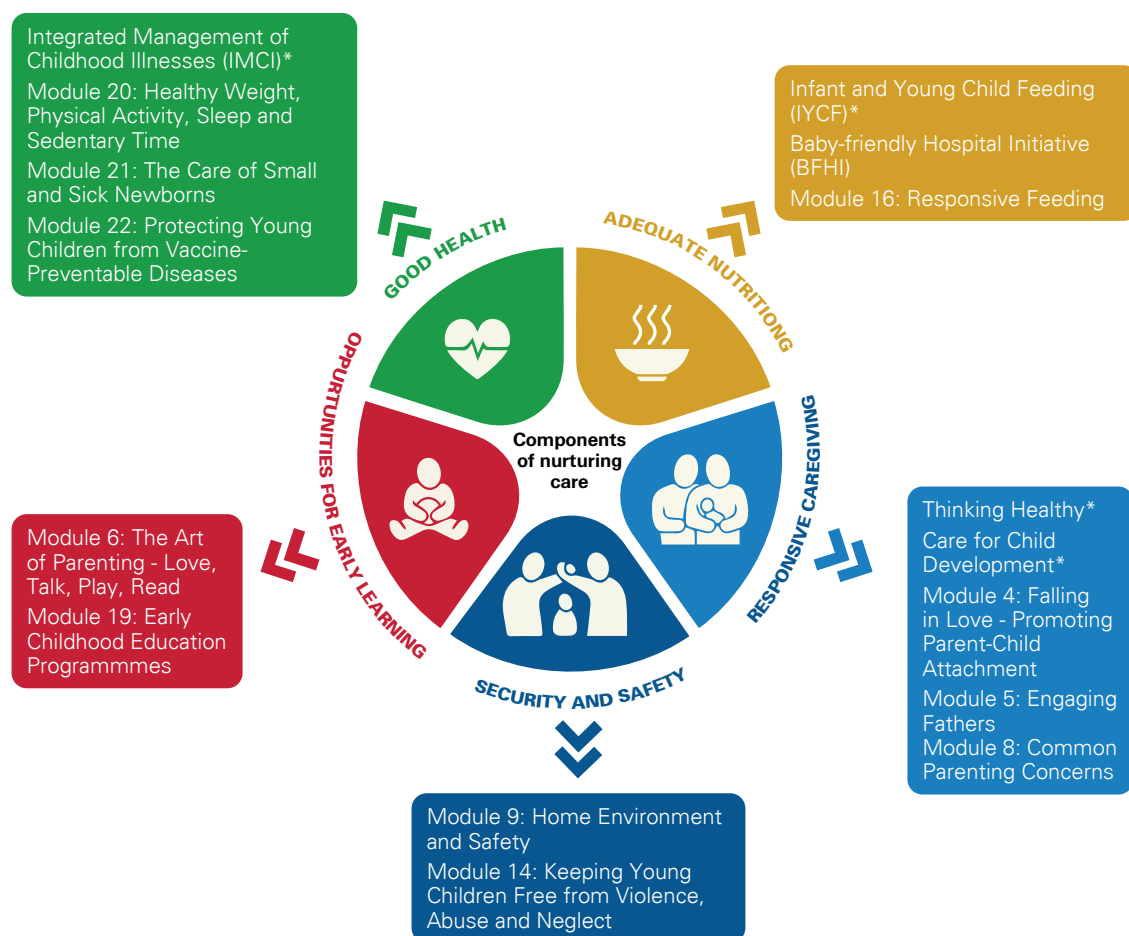 Integrated Management of
Childhood Illnesses (IMCI)*
Module 20: Healthy Weight,
Physical Activity, Sleep and
Sedentary Time
Module 21: The Care of Small
and Sick Newborns
Module 22: Protecting Young
Children from Vaccine-
Preventable Diseases
Infant and Young Child Feeding
(IYCF)*
Baby-friendly Hospital Initiative
(BFHI)
Module 16: Responsive Feeding
GOOD HEALTH
ADEQUATE NUTRITIONG
OPPURTUNITIES FOR EARLY LEARNING
RESPONSIVE CAREGIVING
SECURITY AND SAFETY
Components
of nurturing
care
Module 6: The Art
of Parenting - Love,
Talk, Play, Read
Module 19: Early
Childhood Education
Programmmes
Thinking Healthy*
Care for Child
Development*
Module 4: Falling
in Love - Promoting
Parent-Child
Attachment
Module 5: Engaging
Fathers
Module 8: Common
Parenting Concerns
Module 9: Home Environment
and Safety
Module 14: Keeping Young
Children Free from Violence,
Abuse and Neglect